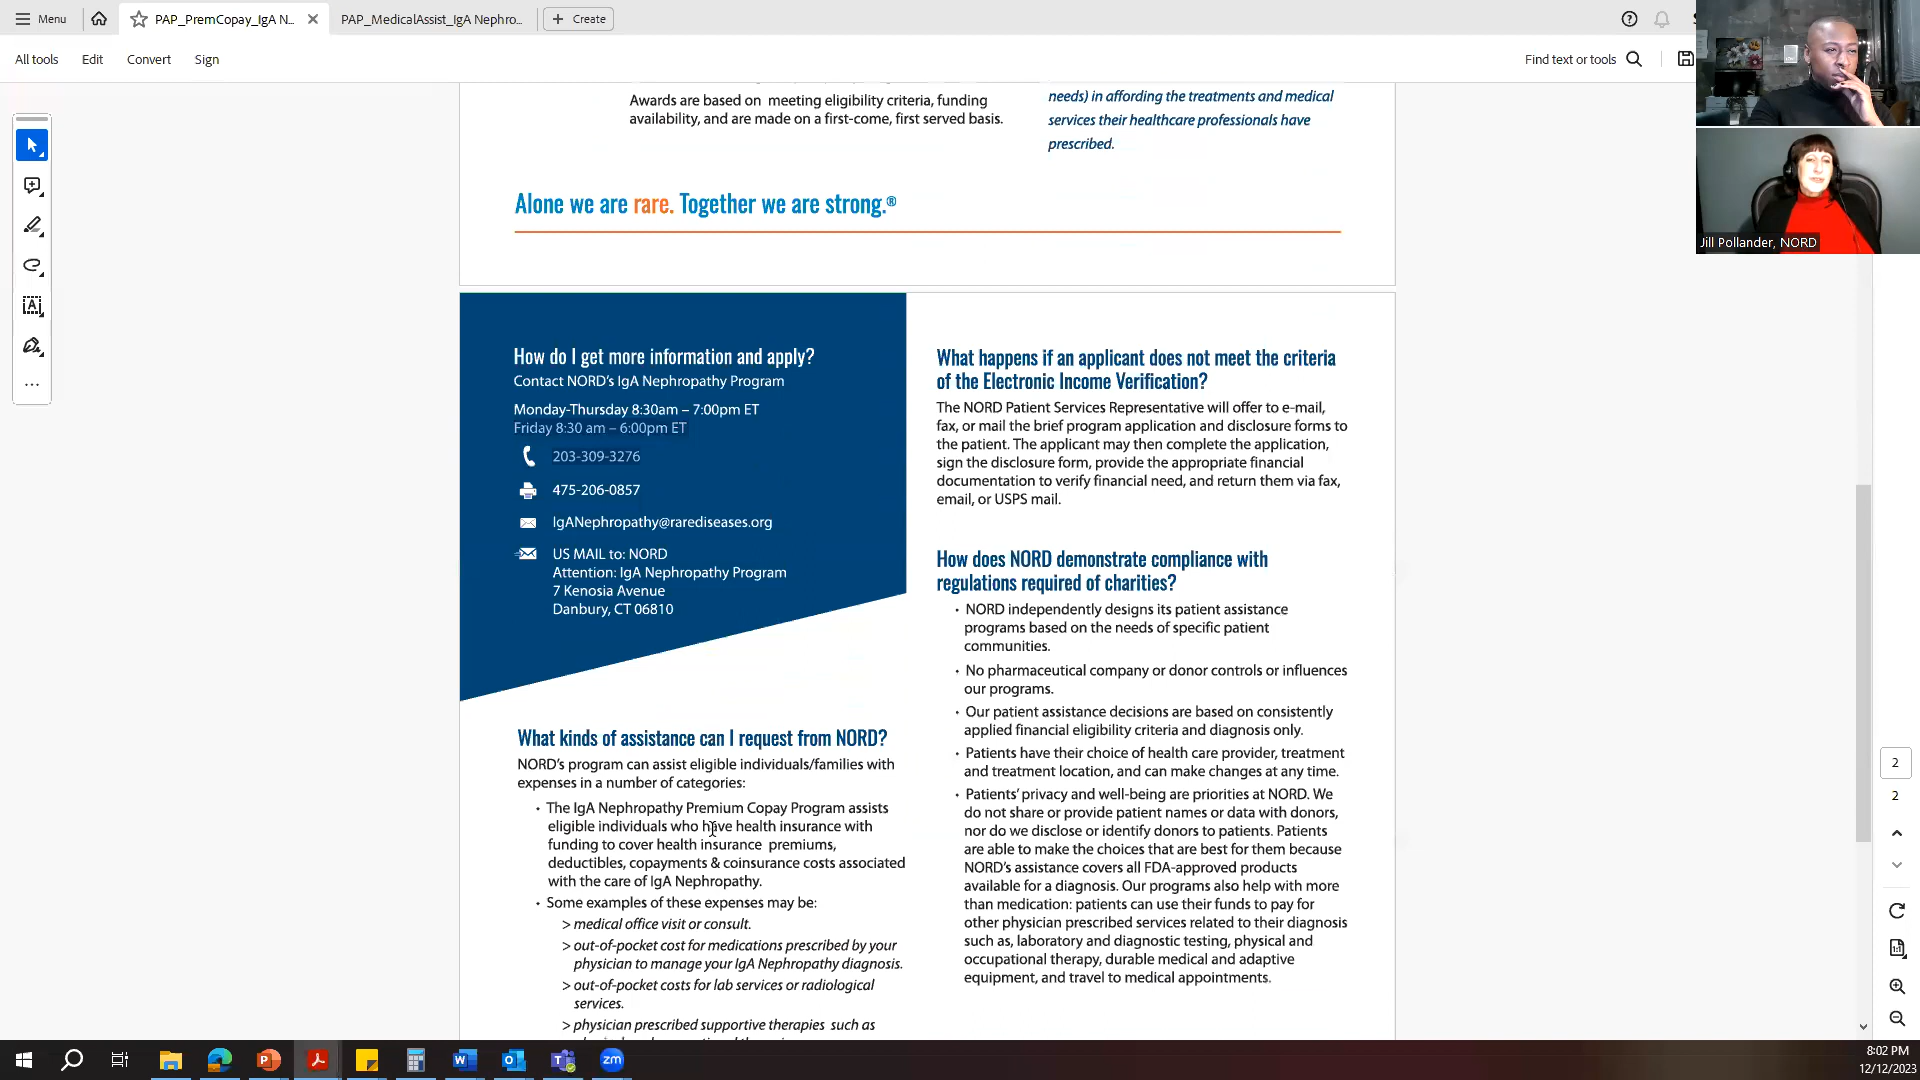 Menu
PAP_PremCopay_IgA N...
PAP_MedicalAssist_IgA Nephro...
Create
All tools
Edit
Convert
Sign
Find text or tools
Awards are based on meeting eligibility criteria, funding
availability, and are made on a first-come, first served basis.
needs) in affording the treatments and medical
services their healthcare professionals have
prescribed.
Alone we are rare. Together we are strong.®
Jill Pollander, NORD
How do I get more information and apply?
Contact NORD's IgA Nephropathy Program
Monday-Thursday 8:30am – 7:00pm ET
Friday 8:30 am – 6:00pm ET
203-309-3276
475-206-0857
IgANephropathy@rarediseases.org
US MAIL to: NORD
Attention: IgA Nephropathy Program
7 Kenosia Avenue
Danbury, CT 06810
What kinds of assistance can I request from NORD?
NORD's program can assist eligible individuals/families with
expenses in a number of categories:
• The IgA Nephropathy Premium Copay Program assists
eligible individuals who have health insurance with
funding to cover health insurance premiums,
deductibles, copayments & coinsurance costs associated
with the care of IgA Nephropathy.
• Some examples of these expenses may be:
> medical office visit or consult.
> out-of-pocket cost for medications prescribed by your
physician to manage your IgA Nephropathy diagnosis.
> out-of-pocket costs for lab services or radiological
services.
> physician prescribed supportive therapies such as
What happens if an applicant does not meet the criteria
of the Electronic Income Verification?
The NORD Patient Services Representative will offer to e-mail,
fax, or mail the brief program application and disclosure forms to
the patient. The applicant may then complete the application,
sign the disclosure form, provide the appropriate financial
documentation to verify financial need, and return them via fax,
email, or USPS mail.
How does NORD demonstrate compliance with
regulations required of charities?
• NORD independently designs its patient assistance
programs based on the needs of specific patient
communities.
• No pharmaceutical company or donor controls or influences
our programs.
• Our patient assistance decisions are based on consistently
applied financial eligibility criteria and diagnosis only.
• Patients have their choice of health care provider, treatment
and treatment location, and can make changes at any time.
• Patients' privacy and well-being are priorities at NORD. We
do not share or provide patient names or data with donors,
nor do we disclose or identify donors to patients. Patients
are able to make the choices that are best for them because
NORD's assistance covers all FDA-approved products
available for a diagnosis. Our programs also help with more
than medication: patients can use their funds to pay for
other physician prescribed services related to their diagnosis
such as, laboratory and diagnostic testing, physical and
occupational therapy, durable medical and adaptive
equipment, and travel to medical appointments.
2
2
8:02 PM
12/12/2023